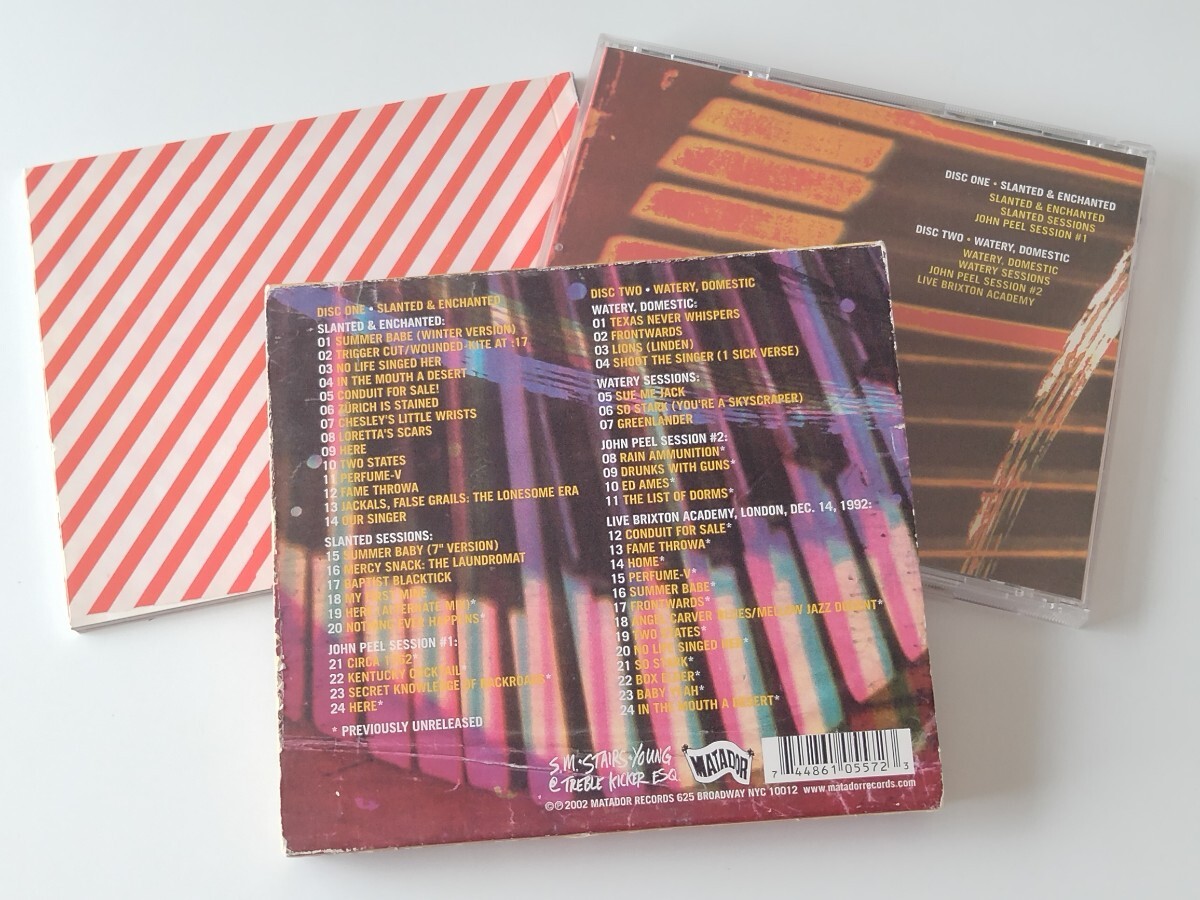 DISC ONE • SLANTED & ENCHANTED
SLANTED & ENCHANTED
SLANTED SESSIONS
JOHN PEEL SESSION #1
DISC TWO • WATERY, DOMESTIC
WATERY, DOMESTIC
WATERY SESSIONS
JOHN PEEL SESSION #2
LIVE BRIXTON ACADEMY
DISC ONE • SLANTED & ENCHANTED
SLANTED & ENCHANTED:
01 SUMMER BABE (WINTER VERSION)
02 TRIGGER CUT/WOUNDED-KITE AT :17
03 NO LIFE SINGED HER
04 IN THE MOUTH A DESERT
05 CONDUIT FOR SALE!
06 ZÜRICH IS STAINED
07 CHESLEY'S LITTLE WRISTS
08 LORETTA'S SCARS
09 HERE
10 TWO STATES
11 PERFUME-V
12 FAME THROWA
13 JACKALS, FALSE GRAILS: THE LONESOME ERA
14 OUR SINGER
SLANTED SESSIONS:
15 SUMMER BABY (7" VERSION)
16 MERCY SNACK: THE LAUNDROMAT
17 BAPTIST BLACKTICK
18 MY FIRST MINE
19 HERE (ALTERNATE MIX)*
20 NOTHING EVER HAPPENS*
JOHN PEEL SESSION #1:
21 CIRCA 1762*
22 KENTUCKY COCKTAIL*
23 SECRET KNOWLEDGE OF BACKROADS*
24 HERE*
* PREVIOUSLY UNRELEASED
DISC TWO • WATERY, DOMESTIC
WATERY, DOMESTIC:
01 TEXAS NEVER WHISPERS
02 FRONTWARDS
03 LIONS (LINDEN)
04 SHOOT THE SINGER (1 SICK VERSE)
WATERY SESSIONS:
05 SUE ME JACK
06 SO STARK (YOU'RE A SKYSCRAPER)
07 GREENLANDER
JOHN PEEL SESSION #2:
08 RAIN AMMUNITION*
09 DRUNKS WITH GUNS*
10 ED AMES*
11 THE LIST OF DORMS*
LIVE BRIXTON ACADEMY, LONDON, DEC. 14, 1992:
12 CONDUIT FOR SALE*
13 FAME THROWA*
14 HOME*
15 PERFUME-V*
16 SUMMER BABE*
17 FRONTWARDS*
18 ANGEL CARVER BLUES/MELLOW JAZZ DOCENT*
19 TWO STATES*
20 NO LIFE SINGED HER*
21 SO STARK*
22 BOX ELDER*
23 BABY YEAH*
24 IN THE MOUTH A DESERT*
S.M. • STAIRS • YOUNG
@ TREBLE KICKER ESQ.
MATADOR
7 44861 05572 3
©℗2002 MATADOR RECORDS 625 BROADWAY NYC 10012 www.matadorrecords.com